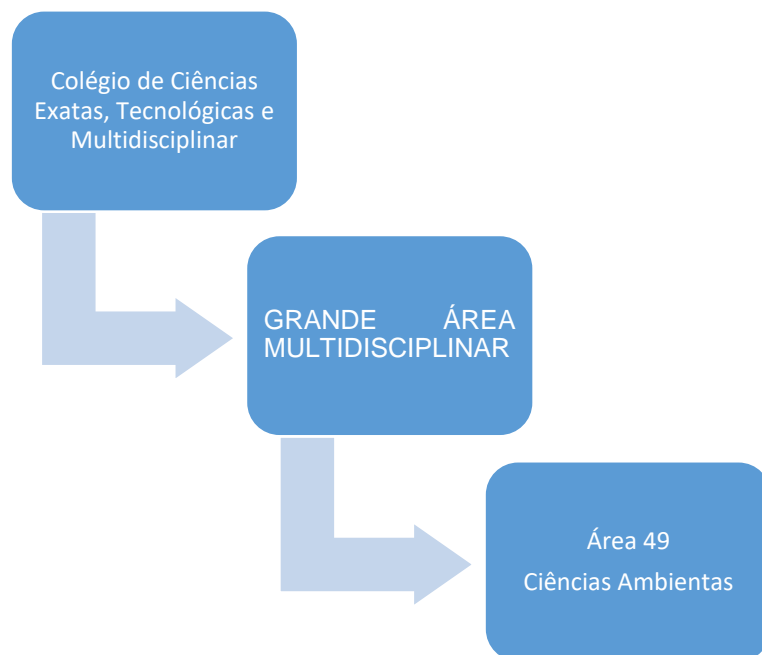 Colégio de Ciências
Exatas, Tecnológicas e
Multidisciplinar
GRANDE ÁREA
MULTIDISCIPLINAR
Área 49
Ciências Ambientas